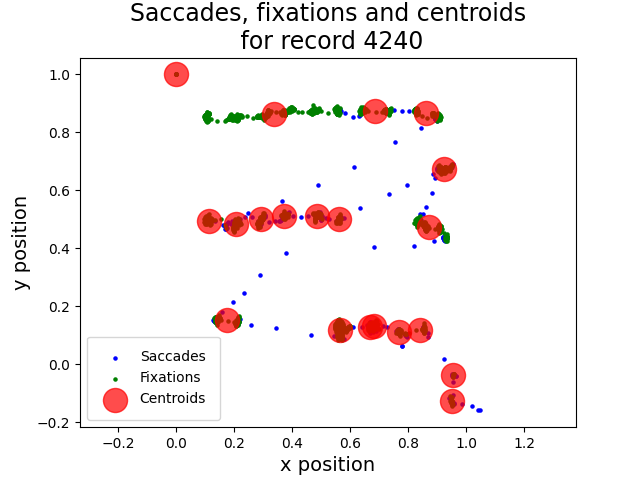 Saccades, fixations and centroids
for record 4240
1.0
0.8
0.6
0.4
0.2
0.0
−0.2
y position
Saccades
Fixations
Centroids
−0.2 0.0 0.2 0.4 0.6 0.8 1.0 1.2
x position